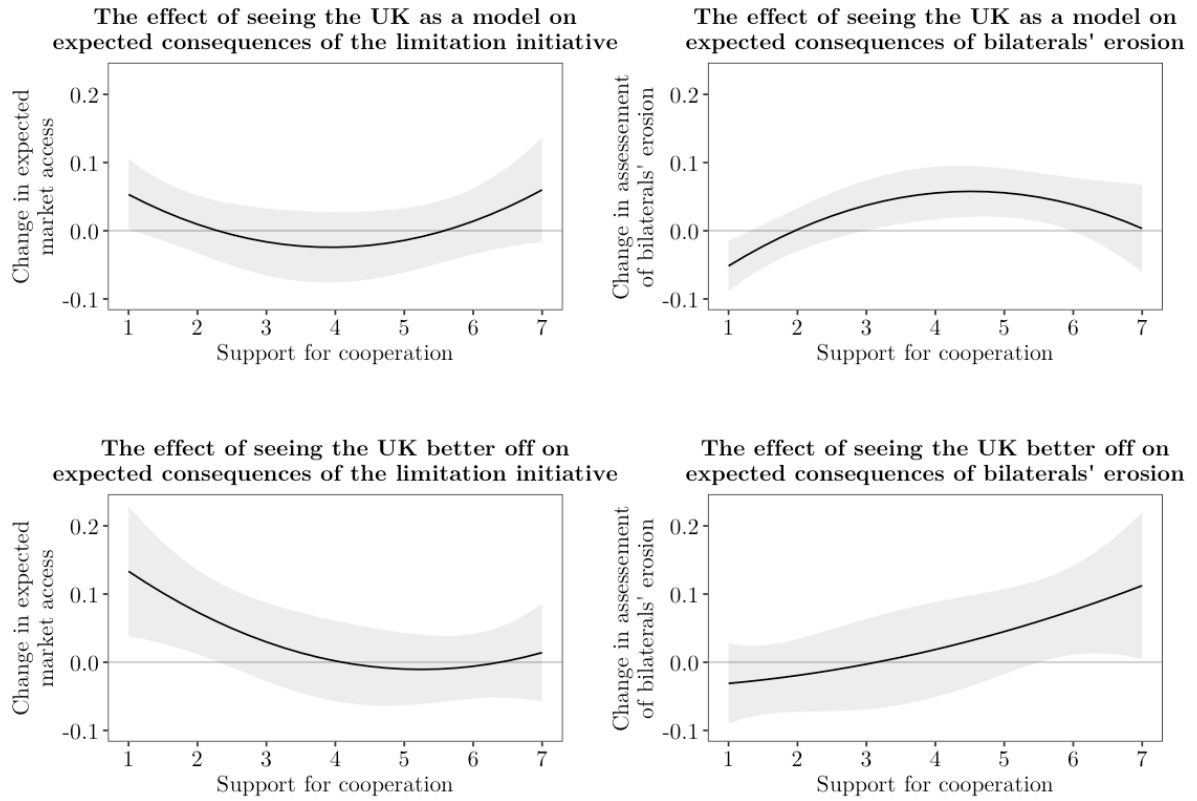 The effect of seeing the UK as a model on
expected consequences of the limitation initiative
Change in expected
market access
0.2
0.1
0.0
-0.1
1 2 3 4 5 6 7
Support for cooperation
The effect of seeing the UK as a model on
expected consequences of bilaterals' erosion
Change in assessement
of bilaterals' erosion
0.2
0.1
0.0
-0.1
1 2 3 4 5 6 7
Support for cooperation
The effect of seeing the UK better off on
expected consequences of the limitation initiative
Change in expected
market access
0.2
0.1
0.0
-0.1
1 2 3 4 5 6 7
Support for cooperation
The effect of seeing the UK better off on
expected consequences of bilaterals' erosion
Change in assessement
of bilaterals' erosion
0.2
0.1
0.0
-0.1
1 2 3 4 5 6 7
Support for cooperation